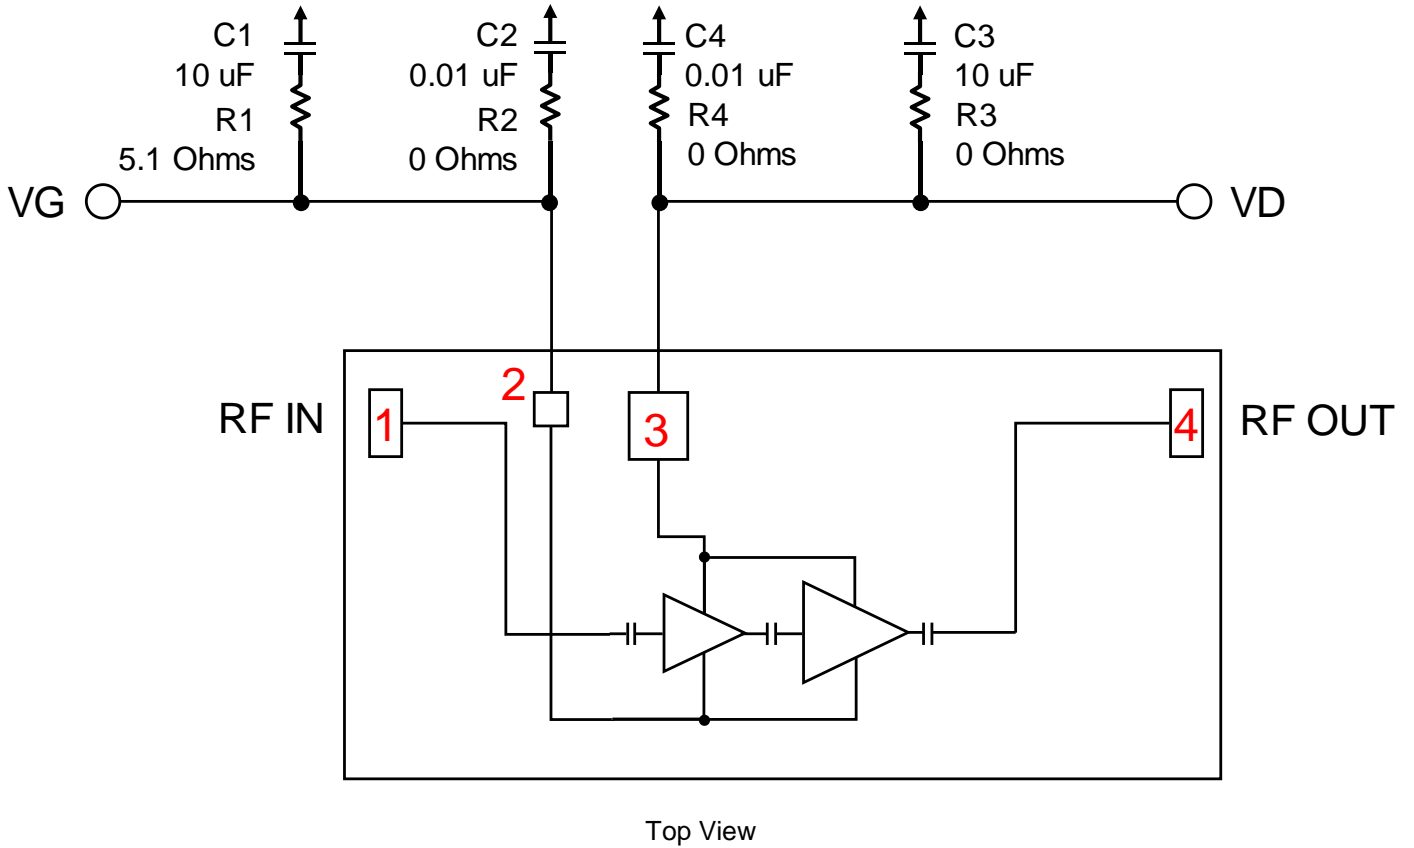 C1
10 uF
R1
5.1 Ohms
C2
0.01 uF
R2
0 Ohms
C4
0.01 uF
R4
0 Ohms
C3
10 uF
R3
0 Ohms
VG
VD
RF IN
1
2
3
4
RF OUT
Top View